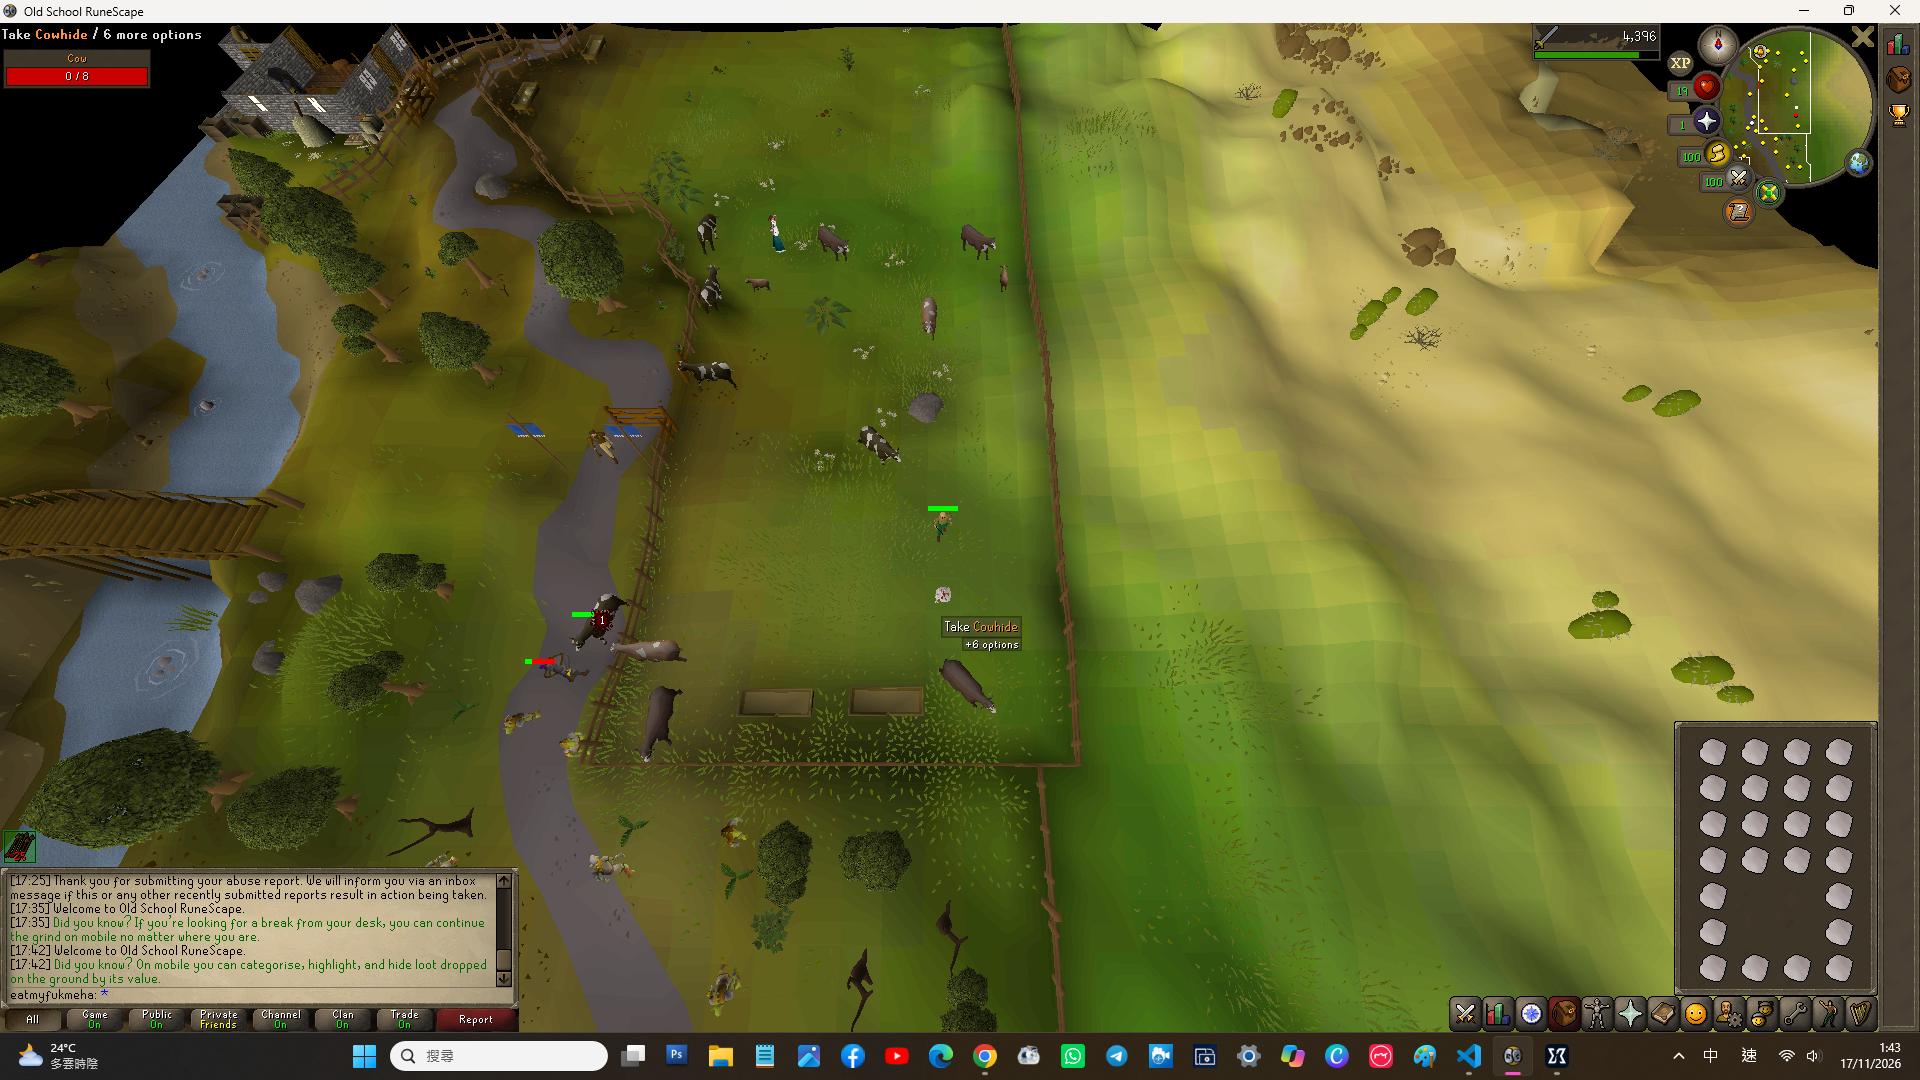 Old School RuneScape
Take Cowhide / 6 more options
Cow
0 / 8
4,396
XP
N
19
1
100
100
1
Take Cowhide
+6 options
[17:25] Thank you for submitting your abuse report. We will inform you via an inbox
message if this or any other recently submitted reports result in action being taken.
[17:35] Welcome to Old School RuneScape.
[17:35] Did you know? If you're looking for a break from your desk, you can continue
the grind on mobile no matter where you are.
[17:42] Welcome to Old School RuneScape.
[17:42] Did you know? On mobile you can categorise, highlight, and hide loot dropped
on the ground by its value.
eatmyfukmeha: *
All
Game
On
Public
On
Private
Friends
Channel
On
Clan
On
Trade
On
Report
24°C
多雲時陰
搜尋
Ps
中
速
1:43
17/11/2026